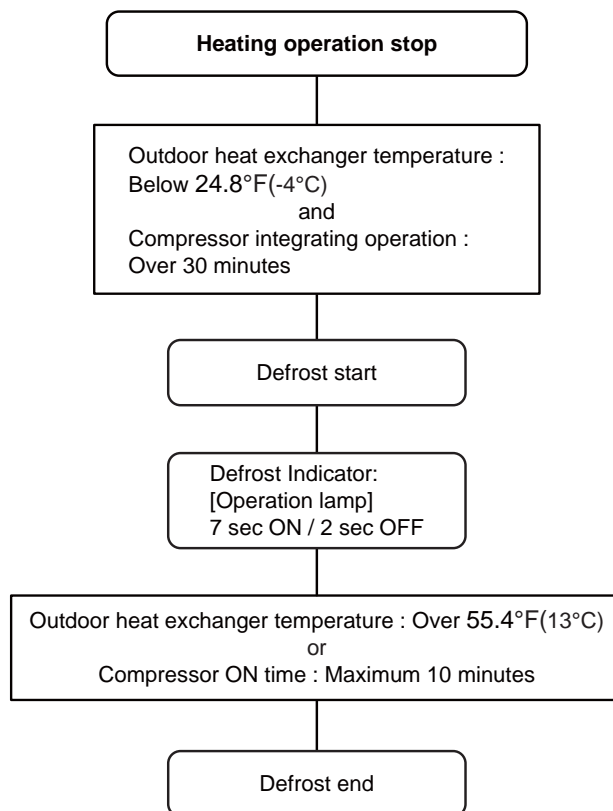 Heating operation stop
Outdoor heat exchanger temperature :
Below 24.8°F(-4°C)
and
Compressor integrating operation :
Over 30 minutes
Defrost start
Defrost Indicator:
[Operation lamp]
7 sec ON / 2 sec OFF
Outdoor heat exchanger temperature : Over 55.4°F(13°C)
or
Compressor ON time : Maximum 10 minutes
Defrost end